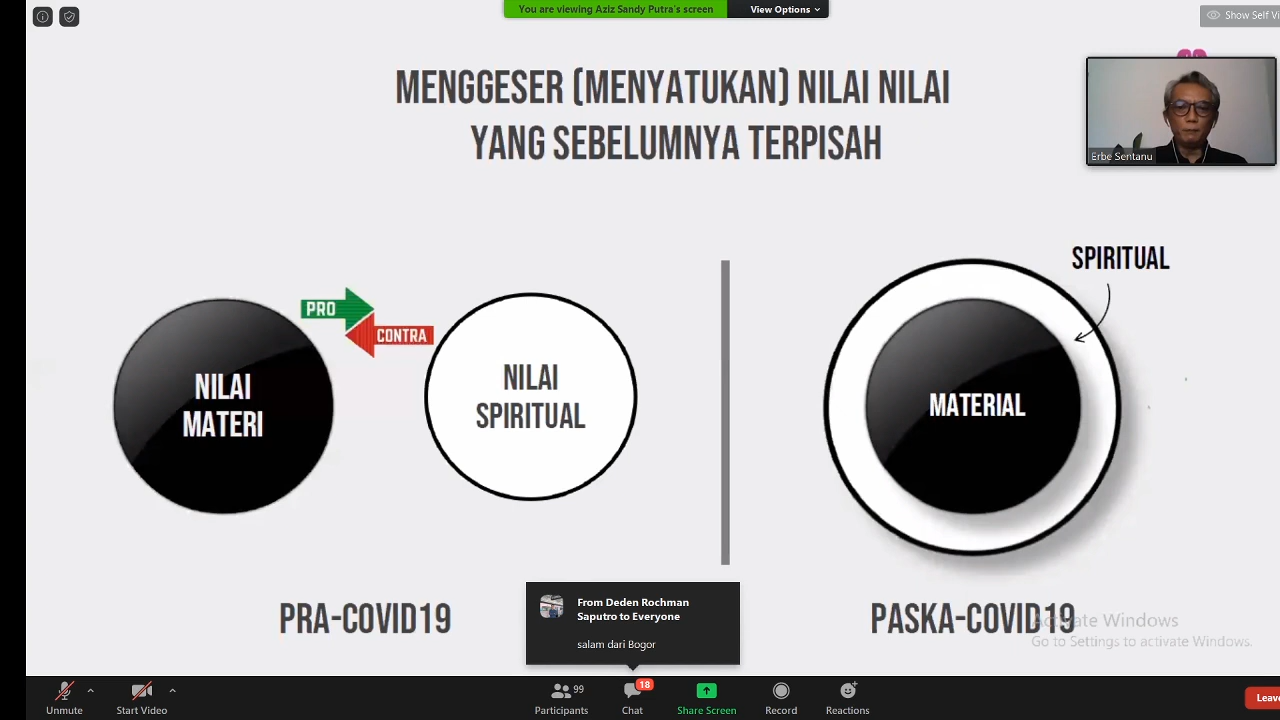 You are viewing Aziz Sandy Putra's screen
View Options
Show Self Vi
MENGGESER (MENYATUKAN) NILAI NILAI
YANG SEBELUMNYA TERPISAH
Erbe Sentanu
SPIRITUAL
PRO
CONTRA
NILAI
MATERI
NILAI
SPIRITUAL
MATERIAL
PRA-COVID19
PASKA-COVID19
Activate Windows
Go to Settings to activate Windows.
From Deden Rochman
Saputro to Everyone
salam dari Bogor
Unmute
Start Video
99
Participants
18
Chat
Share Screen
Record
Reactions
Leave